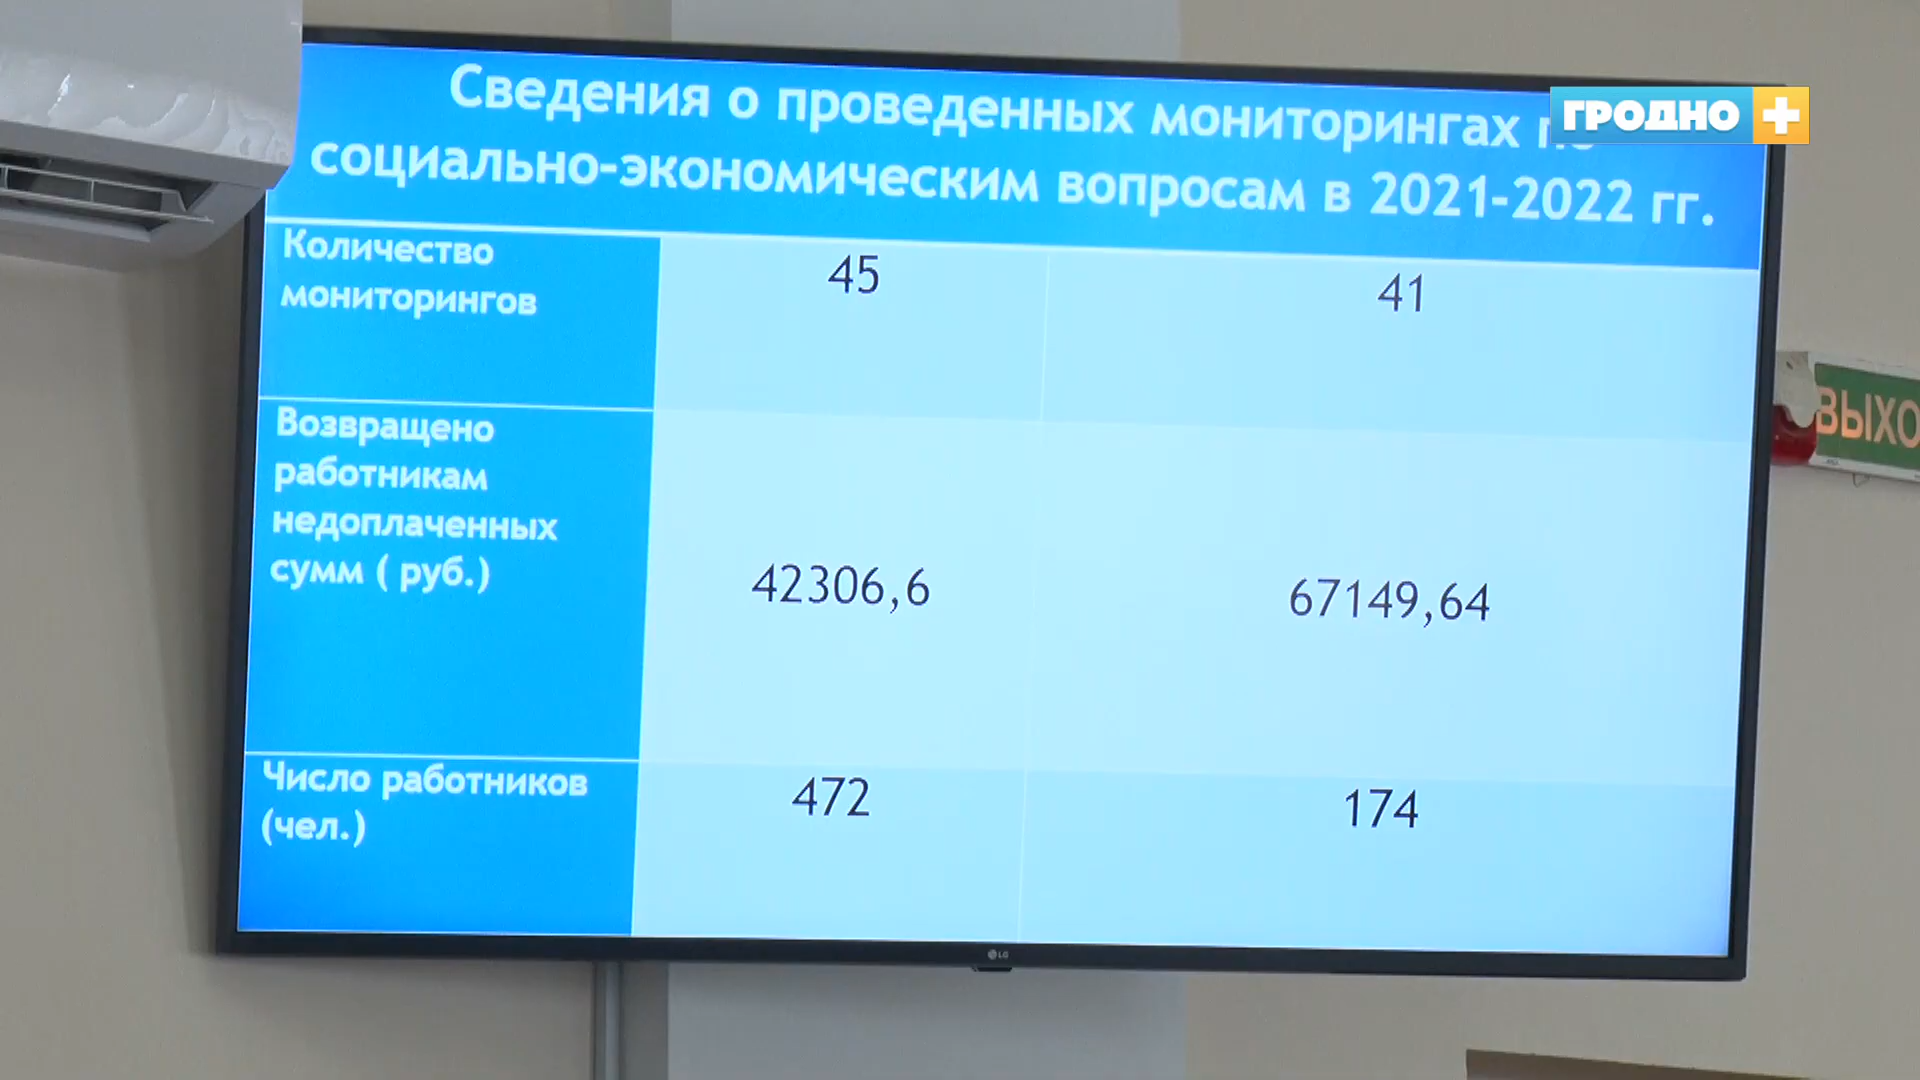 ГРОДНО
Сведения о проведенных мониторингах
социально-экономическим вопросам в 2021-2022 гг.
Количество
мониторингов
45
41
Возвращено
работникам
недоплаченных
сумм ( руб.)
42306,6
67149,64
Число работников
(чел.)
472
174
LG